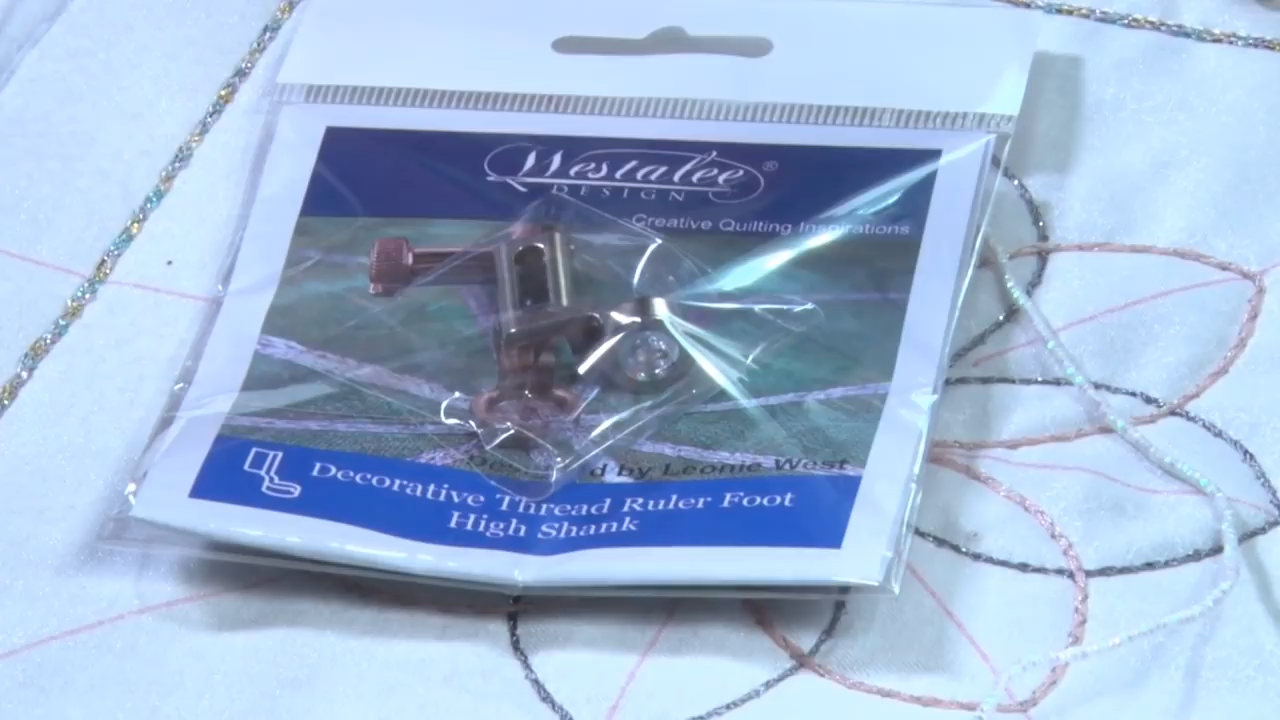 Westalee ®
DESIGN
Creative Quilting Inspirations
d by Leonie West
Decorative Thread Ruler Foot
High Shank